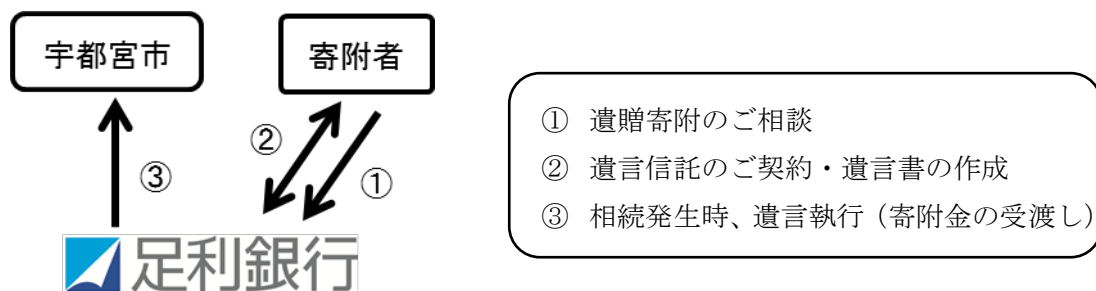 宇都宮市
寄附者
②
①
③
足利銀行
① 遺贈寄附のご相談
② 遺言信託のご契約・遺言書の作成
③ 相続発生時、遺言執行（寄附金の受渡し）